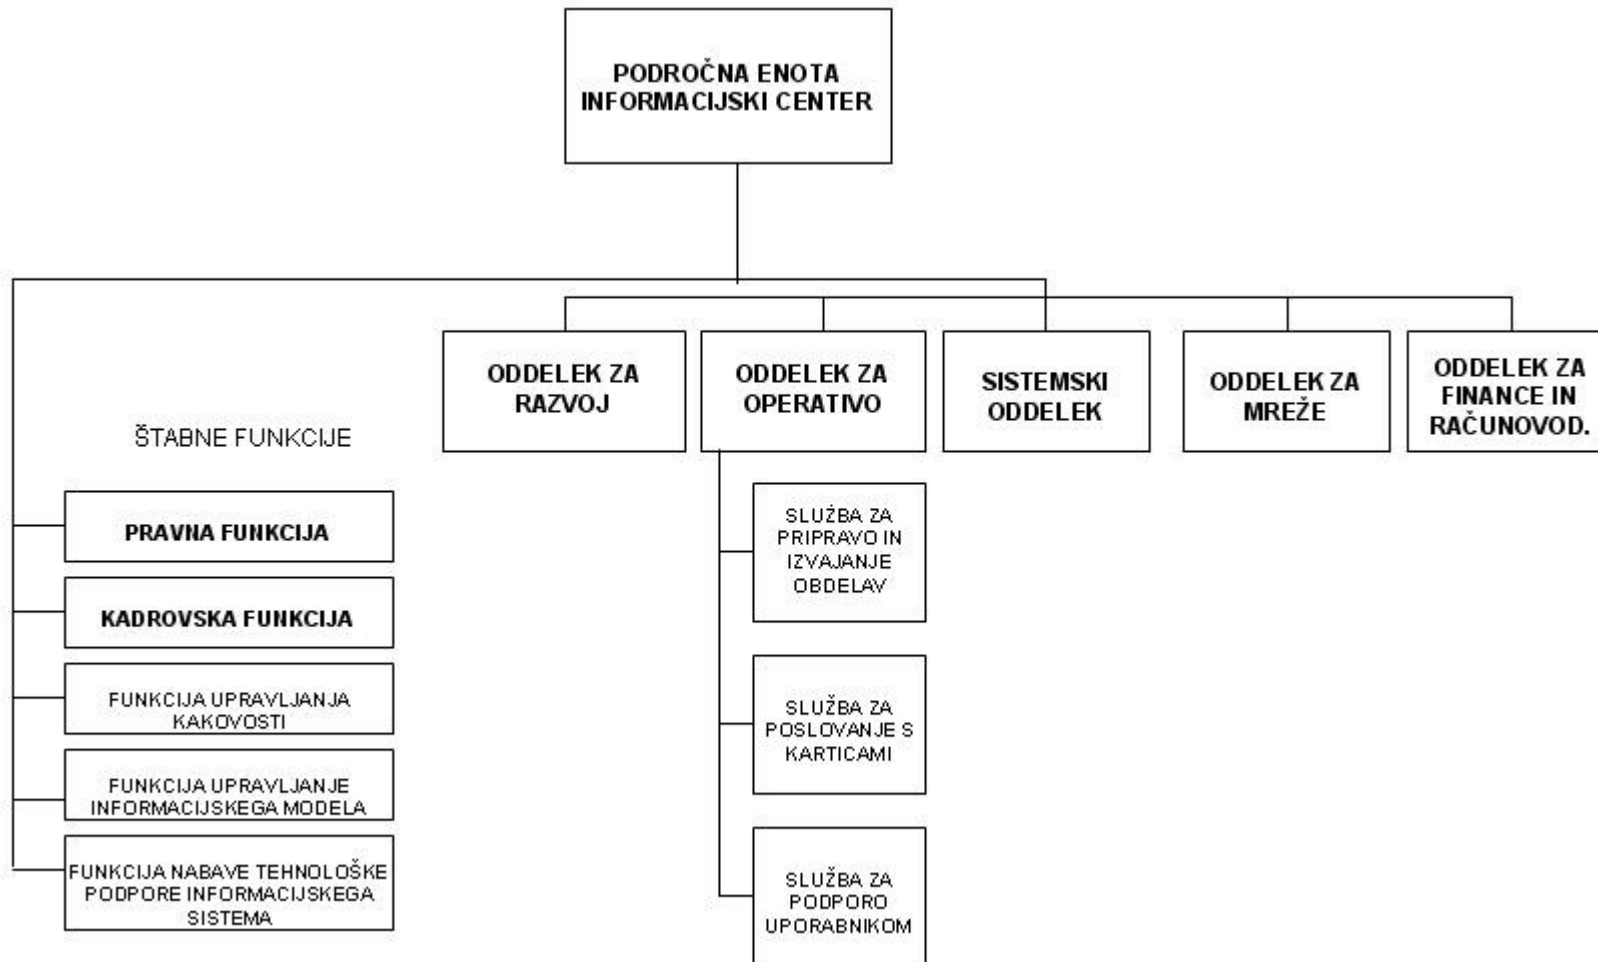 PODROČNA ENOTA
INFORMACIJSKI CENTER
ODDELEK ZA
RAZVOJ
ODDELEK ZA
OPERATIVO
SISTEMSKI
ODDELEK
ODDELEK ZA
MREŽE
ODDELEK ZA
FINANCE IN
RAČUNOVOD.
ŠTABNE FUNKCIJE
PRAVNA FUNKCIJA
KADROVSKA FUNKCIJA
FUNKCIJA UPRAVLJANJA
KAKOVOSTI
FUNKCIJA UPRAVLJANJE
INFORMACIJSKEGA MODELA
FUNKCIJA NABAVE TEHNOLOŠKE
PODPORE INFORMACIJSKEGA
SISTEMA
SLUŽBA ZA
PRIPRAVO IN
IZVAJANJE
OBDELAV
SLUŽBA ZA
POSLOVANJE S
KARTICAMI
SLUŽBA ZA
PODPORO
UPORABNIKOM